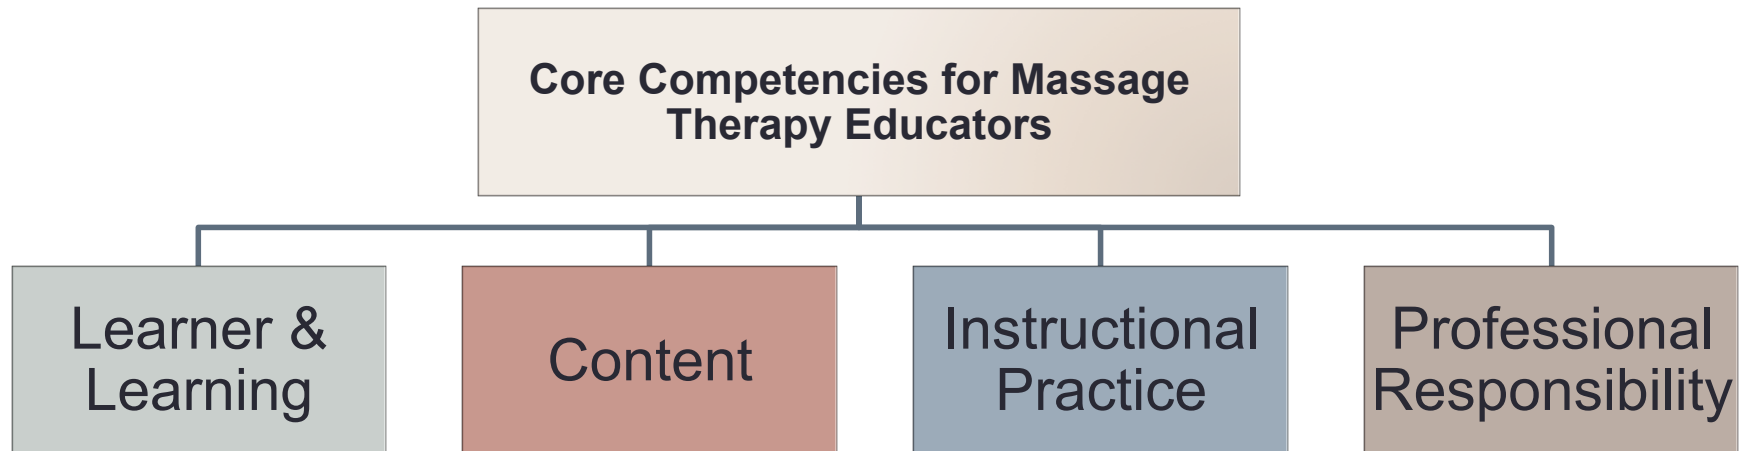 Core Competencies for Massage
Therapy Educators
Learner &
Learning
Content
Instructional
Practice
Professional
Responsibility